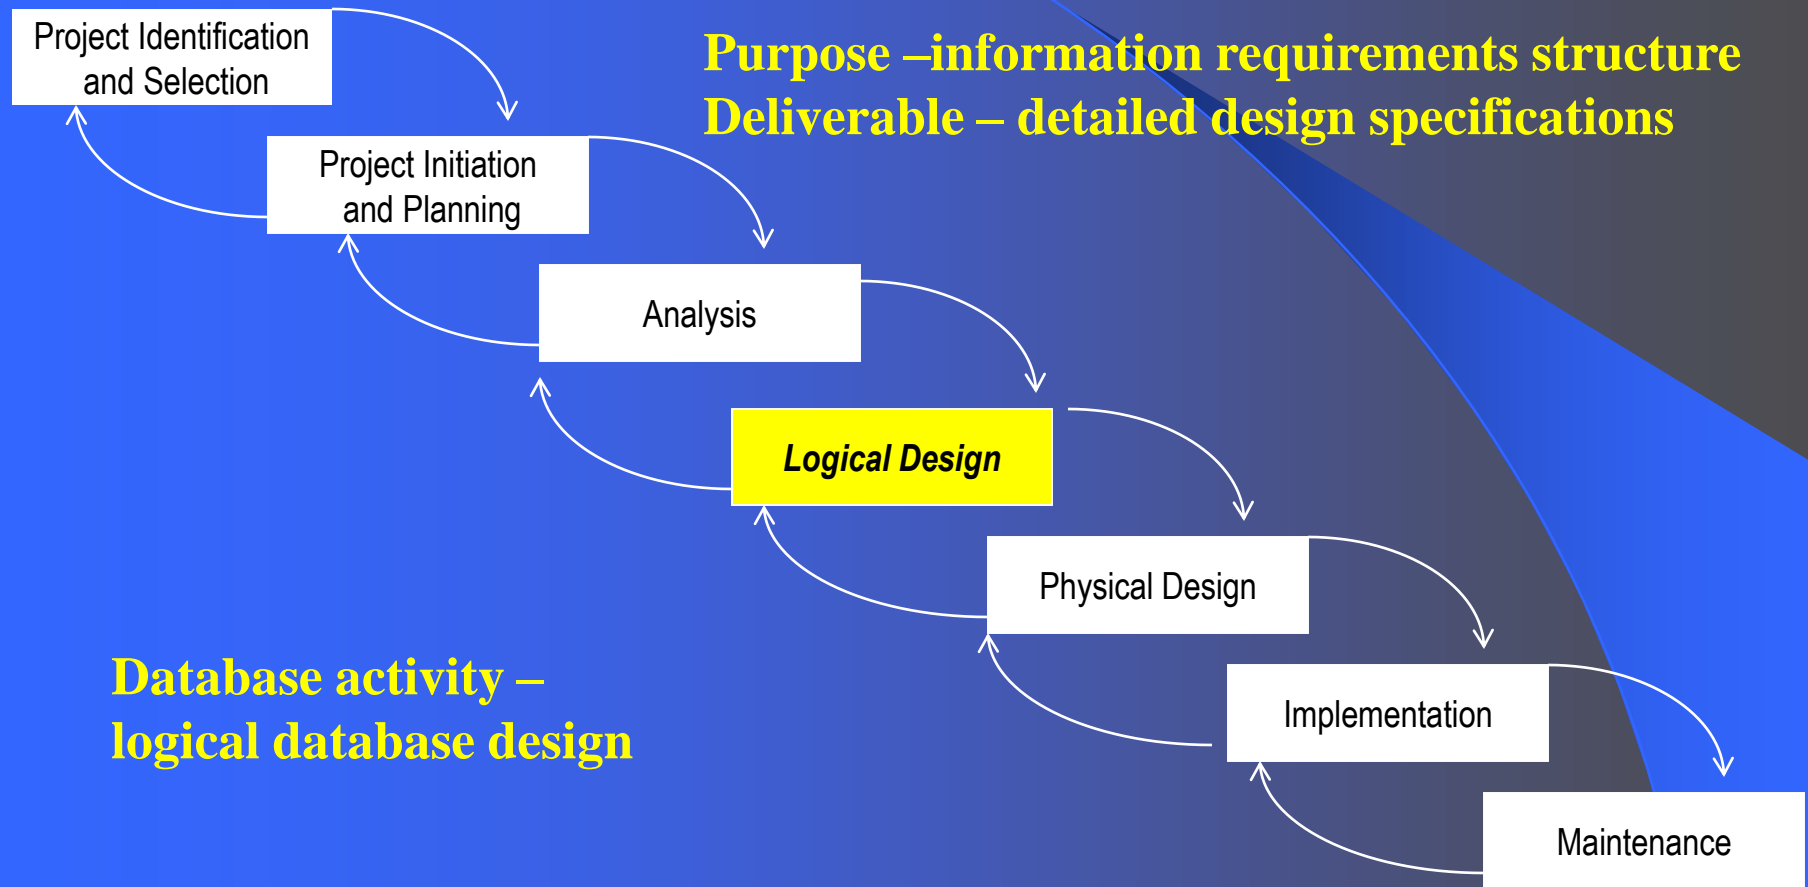 Project Identification
and Selection
Purpose –information requirements structure
Deliverable – detailed design specifications
Project Initiation
and Planning
Analysis
Logical Design
Physical Design
Database activity –
logical database design
Implementation
Maintenance